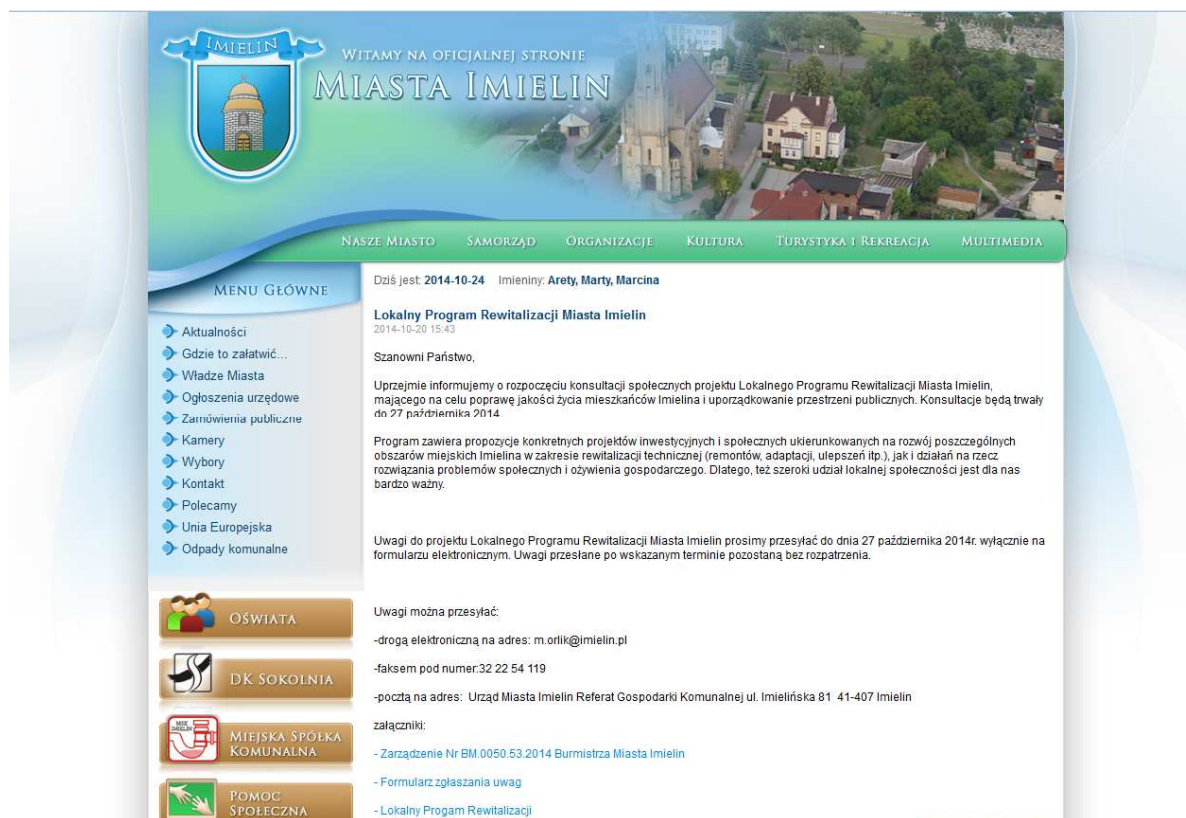 IMIELIN
WITAMY NA OFICJALNEJ STRONIE
MIASTA IMIELIN
NASZE MIASTO SAMORZĄD ORGANIZACJE KULTURA TURYSTYKA I REKREACJA MULTIMEDIA
MENU GŁÓWNE
Aktualności
Gdzie to załatwić...
Władze Miasta
Ogłoszenia urzędowe
Zamówienia publiczne
Kamery
Wybory
Kontakt
Polecamy
Unia Europejska
Odpady komunalne
OŚWIATA
DK SOKOLNIA
MSK
IMIELIN
MIEJSKA SPÓŁKA
KOMUNALNA
POMOC
SPOŁECZNA
Dziś jest: 2014-10-24 Imieniny: Arety, Marty, Marcina
Lokalny Program Rewitalizacji Miasta Imielin
2014-10-20 15:43
Szanowni Państwo,
Uprzejmie informujemy o rozpoczęciu konsultacji społecznych projektu Lokalnego Programu Rewitalizacji Miasta Imielin,
mającego na celu poprawę jakości życia mieszkańców Imielina i uporządkowanie przestrzeni publicznych. Konsultacje będą trwały
do 27 października 2014.
Program zawiera propozycje konkretnych projektów inwestycyjnych i społecznych ukierunkowanych na rozwój poszczególnych
obszarów miejskich Imielina w zakresie rewitalizacji technicznej (remontów, adaptacji, ulepszeń itp.), jak i działań na rzecz
rozwiązania problemów społecznych i ożywienia gospodarczego. Dlatego, też szeroki udział lokalnej społeczności jest dla nas
bardzo ważny.
Uwagi do projektu Lokalnego Programu Rewitalizacji Miasta Imielin prosimy przesyłać do dnia 27 października 2014r. wyłącznie na
formularzu elektronicznym. Uwagi przesłane po wskazanym terminie pozostaną bez rozpatrzenia.
Uwagi można przesyłać:
-drogą elektroniczną na adres: m.orlik@imielin.pl
-faksem pod numer:32 22 54 119
-pocztą na adres: Urząd Miasta Imielin Referat Gospodarki Komunalnej ul. Imielińska 81 41-407 Imielin
załączniki:
- Zarządzenie Nr BM.0050.53.2014 Burmistrza Miasta Imielin
- Formularz zgłaszania uwag
- Lokalny Progam Rewitalizacji